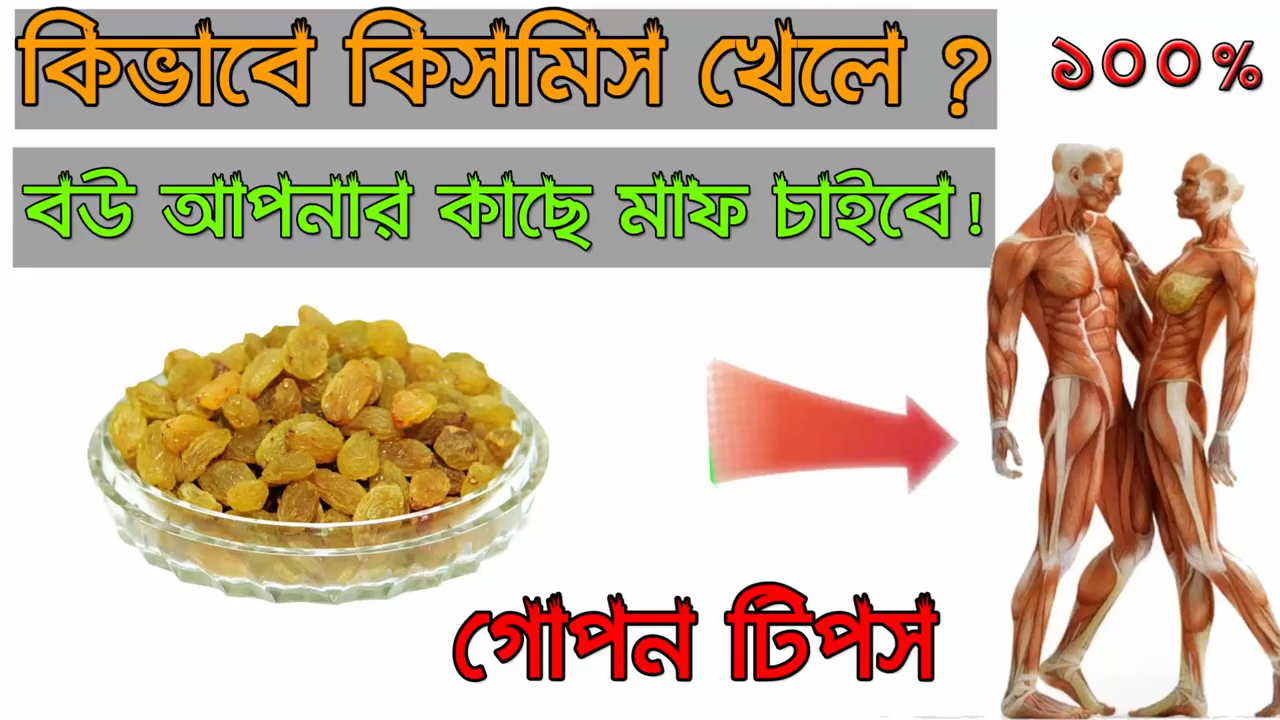 কিভাবে কিসমিস খেলে ?
১০০%
বউ আপনার কাছে মাফ চাইবে!
গোপন টিপস